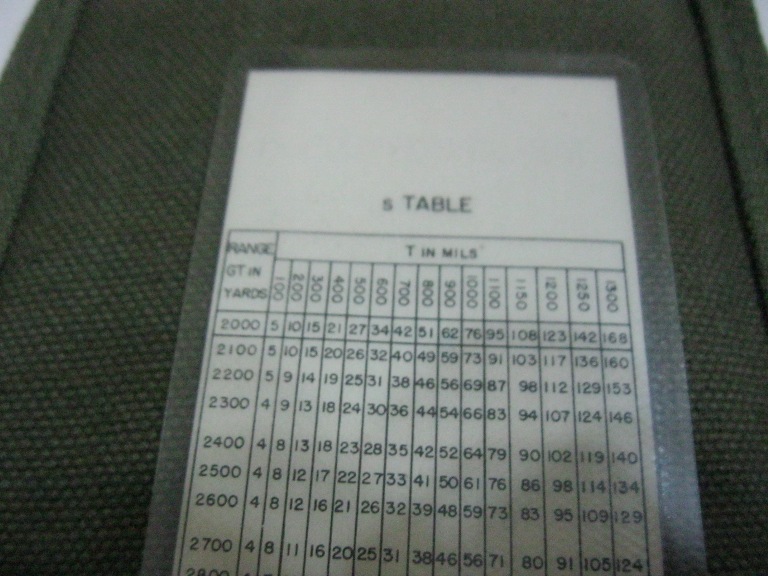 s TABLE
RANGE GT IN YARDS T IN MILS
100 200 300 400 500 600 700 800 900 1000 1100 1150 1200 1250 1300
2000 5 10 15 21 27 34 42 51 62 76 95 108 123 142 168
2100 5 10 15 20 26 32 40 49 59 73 91 103 117 136 160
2200 5 9 14 19 25 31 38 46 56 69 87 98 112 129 153
2300 4 9 13 18 24 30 36 44 54 66 83 94 107 124 146
2400 4 8 13 18 23 28 35 42 52 64 79 90 102 119 140
2500 4 8 12 17 22 27 33 41 50 61 76 86 98 114 134
2600 4 8 12 16 21 26 32 39 48 59 73 83 95 109 129
2700 4 8 11 16 20 25 31 38 46 56 71 80 91 105 124
2800